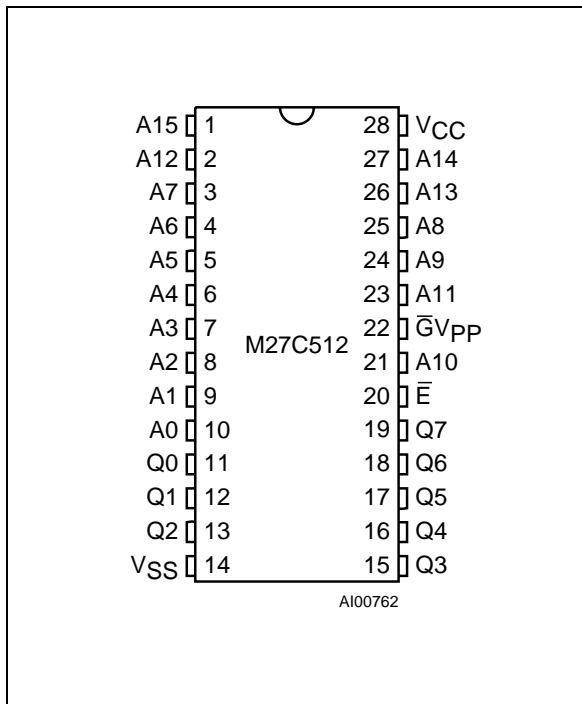 A15 1 28 VCC
A12 2 27 A14
A7 3 26 A13
A6 4 25 A8
A5 5 24 A9
A4 6 23 A11
A3 7 22 G̅VPP
M27C512
A2 8 21 A10
A1 9 20 E̅
A0 10 19 Q7
Q0 11 18 Q6
Q1 12 17 Q5
Q2 13 16 Q4
VSS 14 15 Q3
AI00762